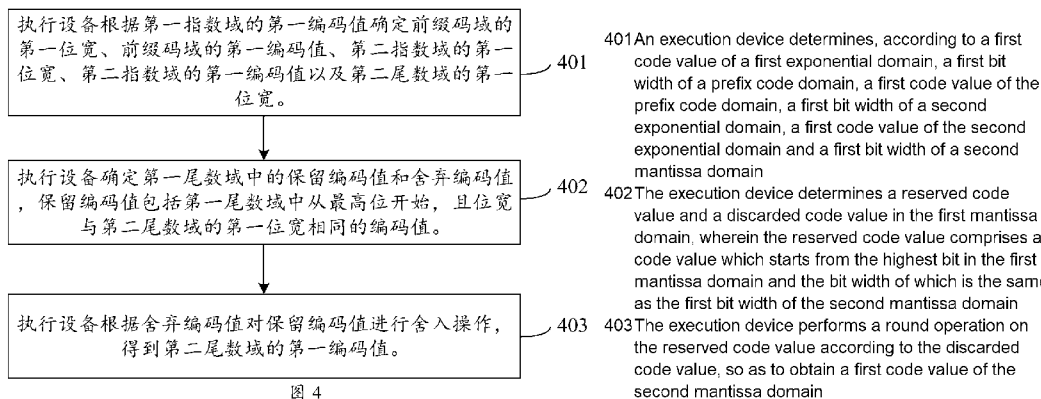 执行设备根据第一指数域的第一编码值确定前缀码域的
第一位宽、前缀码域的第一编码值、第二指数域的第一
位宽、第二指数域的第一编码值以及第二尾数域的第一
位宽。
401
执行设备确定第一尾数域中的保留编码值和舍弃编码值
，保留编码值包括第一尾数域中从最高位开始，且位宽
与第二尾数域的第一位宽相同的编码值。
402
执行设备根据舍弃编码值对保留编码值进行舍入操作，
得到第二尾数域的第一编码值。
403
图 4
401 An execution device determines, according to a first
code value of a first exponential domain, a first bit
width of a prefix code domain, a first code value of the
prefix code domain, a first bit width of a second
exponential domain, a first code value of the second
exponential domain and a first bit width of a second
mantissa domain
402 The execution device determines a reserved code
value and a discarded code value in the first mantissa
domain, wherein the reserved code value comprises a
code value which starts from the highest bit in the first
mantissa domain and the bit width of which is the sam
as the first bit width of the second mantissa domain
403 The execution device performs a round operation on
the reserved code value according to the discarded
code value, so as to obtain a first code value of the
second mantissa domain